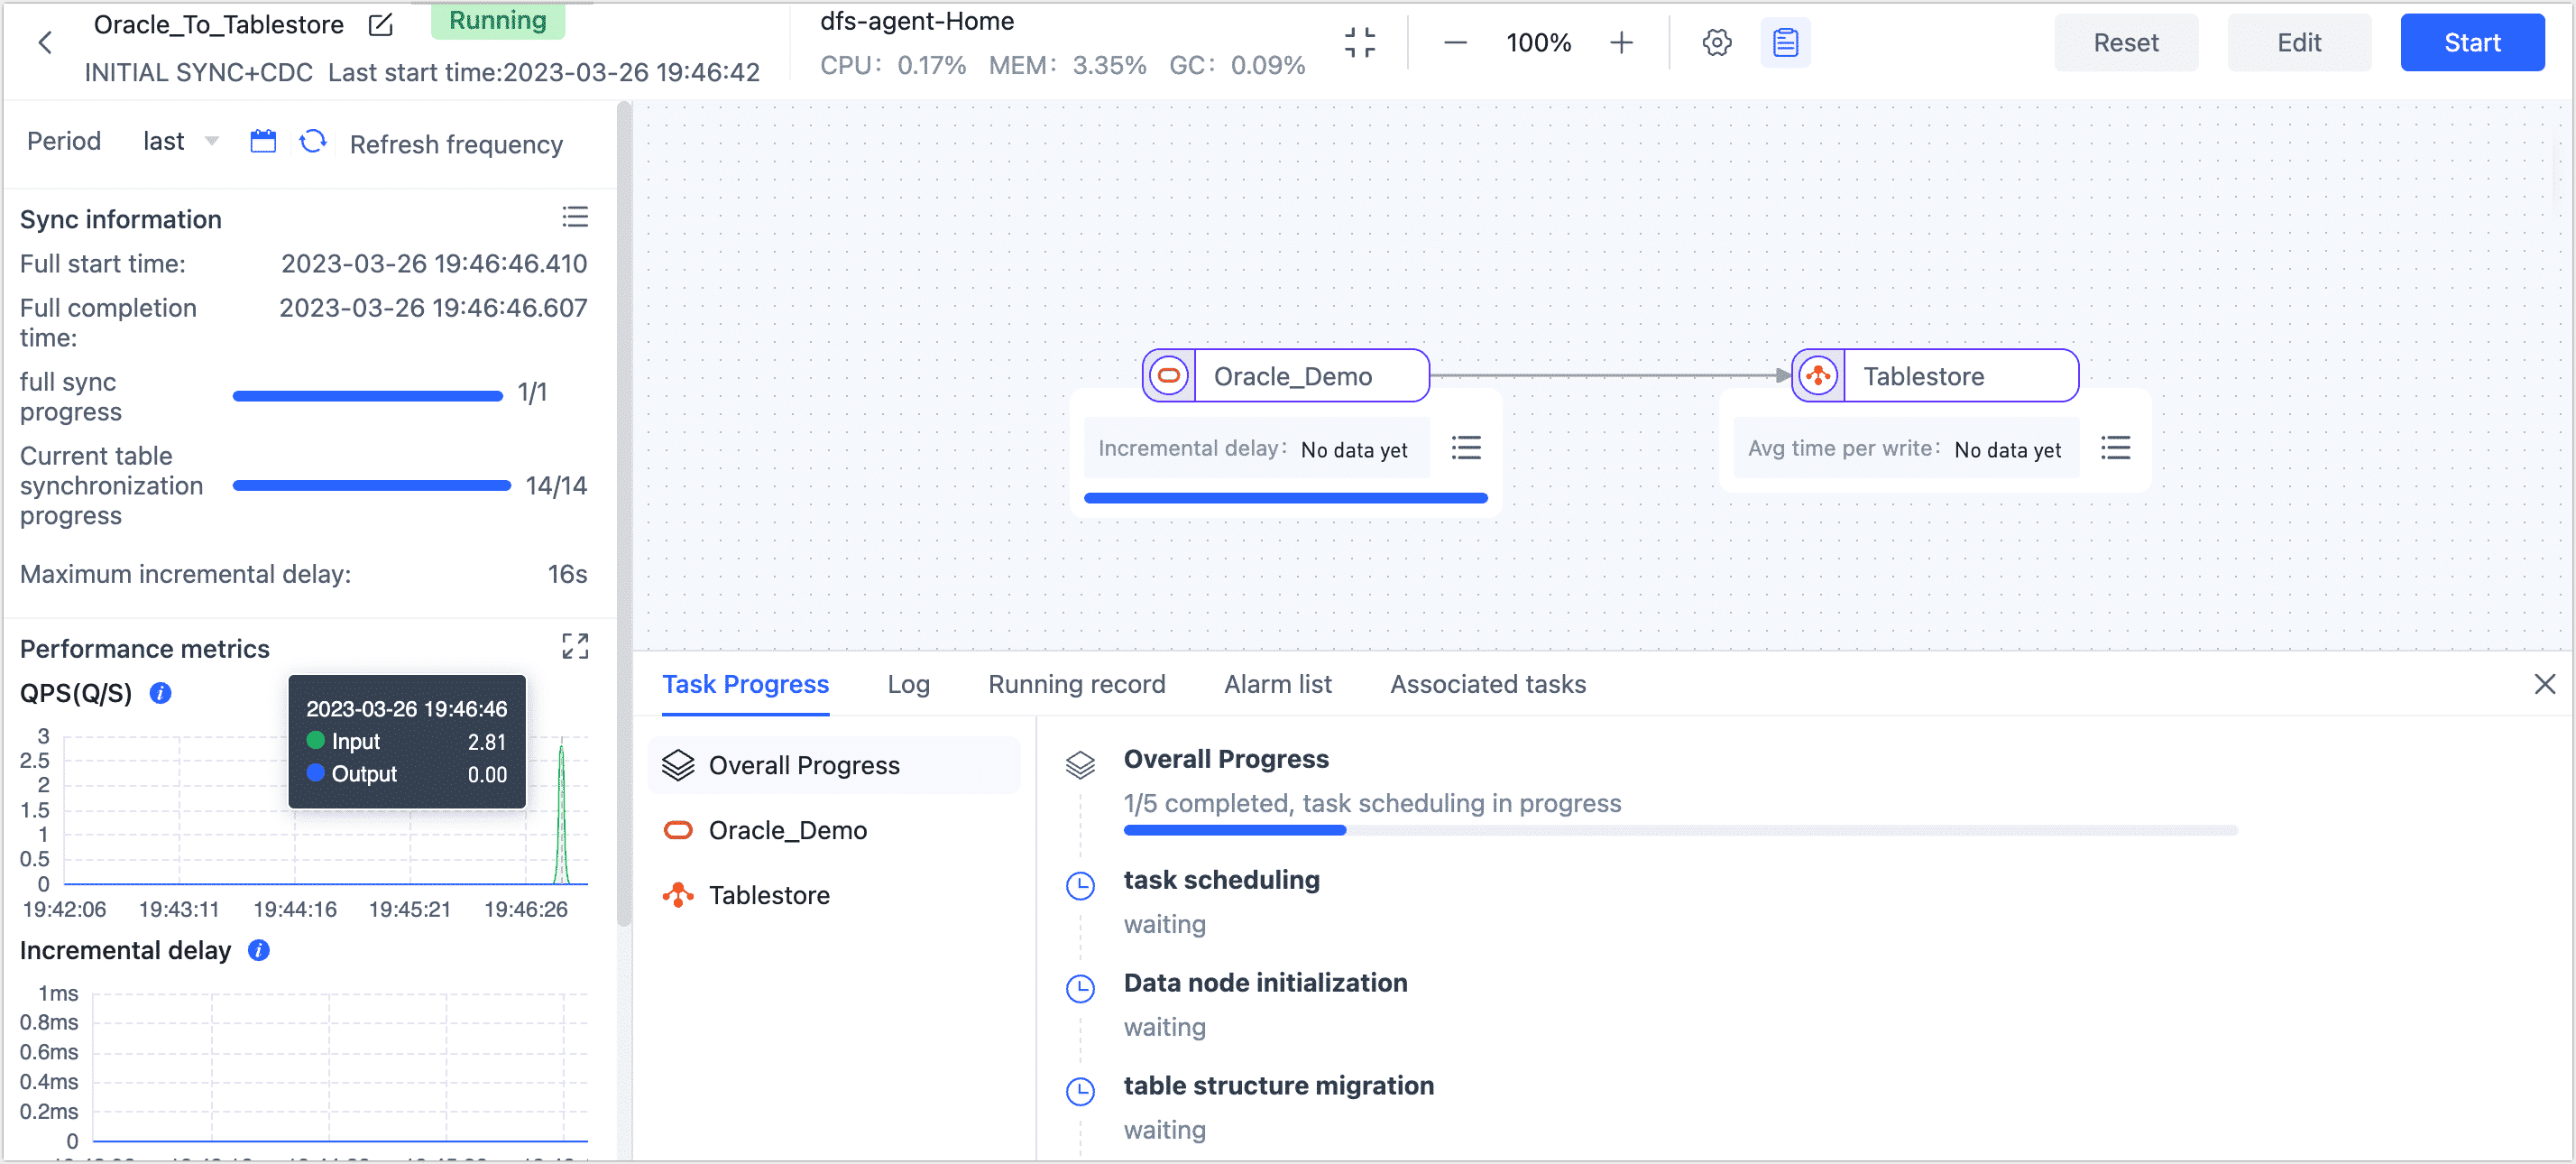 Oracle_To_Tablestore
Running
INITIAL SYNC+CDC Last start time:2023-03-26 19:46:42
dfs-agent-Home
CPU: 0.17% MEM: 3.35% GC: 0.09%
100%
Reset
Edit
Start
Period
last
Refresh frequency
Sync information
Full start time: 2023-03-26 19:46:46.410
Full completion time: 2023-03-26 19:46:46.607
full sync progress 1/1
Current table synchronization progress 14/14
Maximum incremental delay: 16s
Performance metrics
QPS(Q/S)
2023-03-26 19:46:46
Input 2.81
Output 0.00
3
2.5
2
1.5
1
0.5
0
19:42:06 19:43:11 19:44:16 19:45:21 19:46:26
Incremental delay
1ms
0.8ms
0.6ms
0.4ms
0.2ms
0
Oracle_Demo
Incremental delay: No data yet
Tablestore
Avg time per write: No data yet
Task Progress
Log
Running record
Alarm list
Associated tasks
Overall Progress
Oracle_Demo
Tablestore
Overall Progress
1/5 completed, task scheduling in progress
task scheduling
waiting
Data node initialization
waiting
table structure migration
waiting